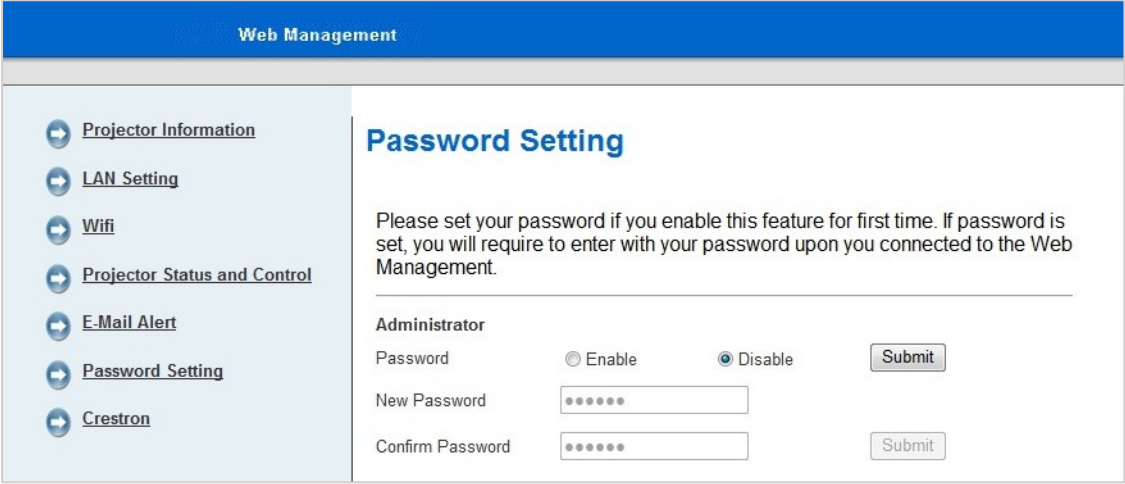 Web Management
Projector Information
LAN Setting
Wifi
Projector Status and Control
E-Mail Alert
Password Setting
Crestron
Password Setting
Please set your password if you enable this feature for first time. If password is
set, you will require to enter with your password upon you connected to the Web
Management.
Administrator
Password Enable Disable Submit
New Password ●●●●●●
Confirm Password ●●●●●● Submit